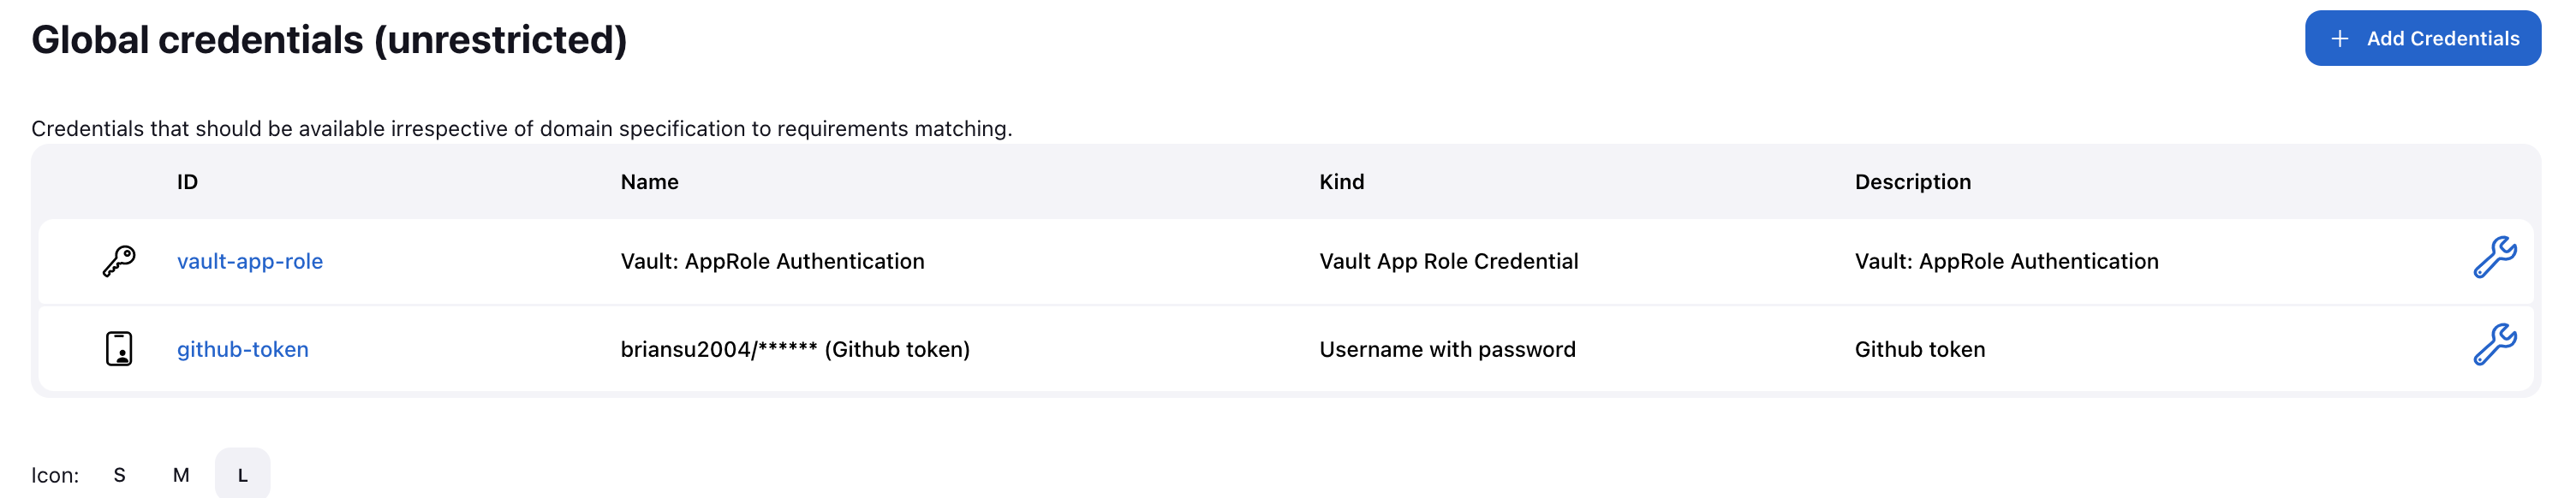 Global credentials (unrestricted)
+ Add Credentials
Credentials that should be available irrespective of domain specification to requirements matching.
ID Name Kind Description
vault-app-role Vault: AppRole Authentication Vault App Role Credential Vault: AppRole Authentication
github-token briansu2004/****** (Github token) Username with password Github token
Icon: S M L